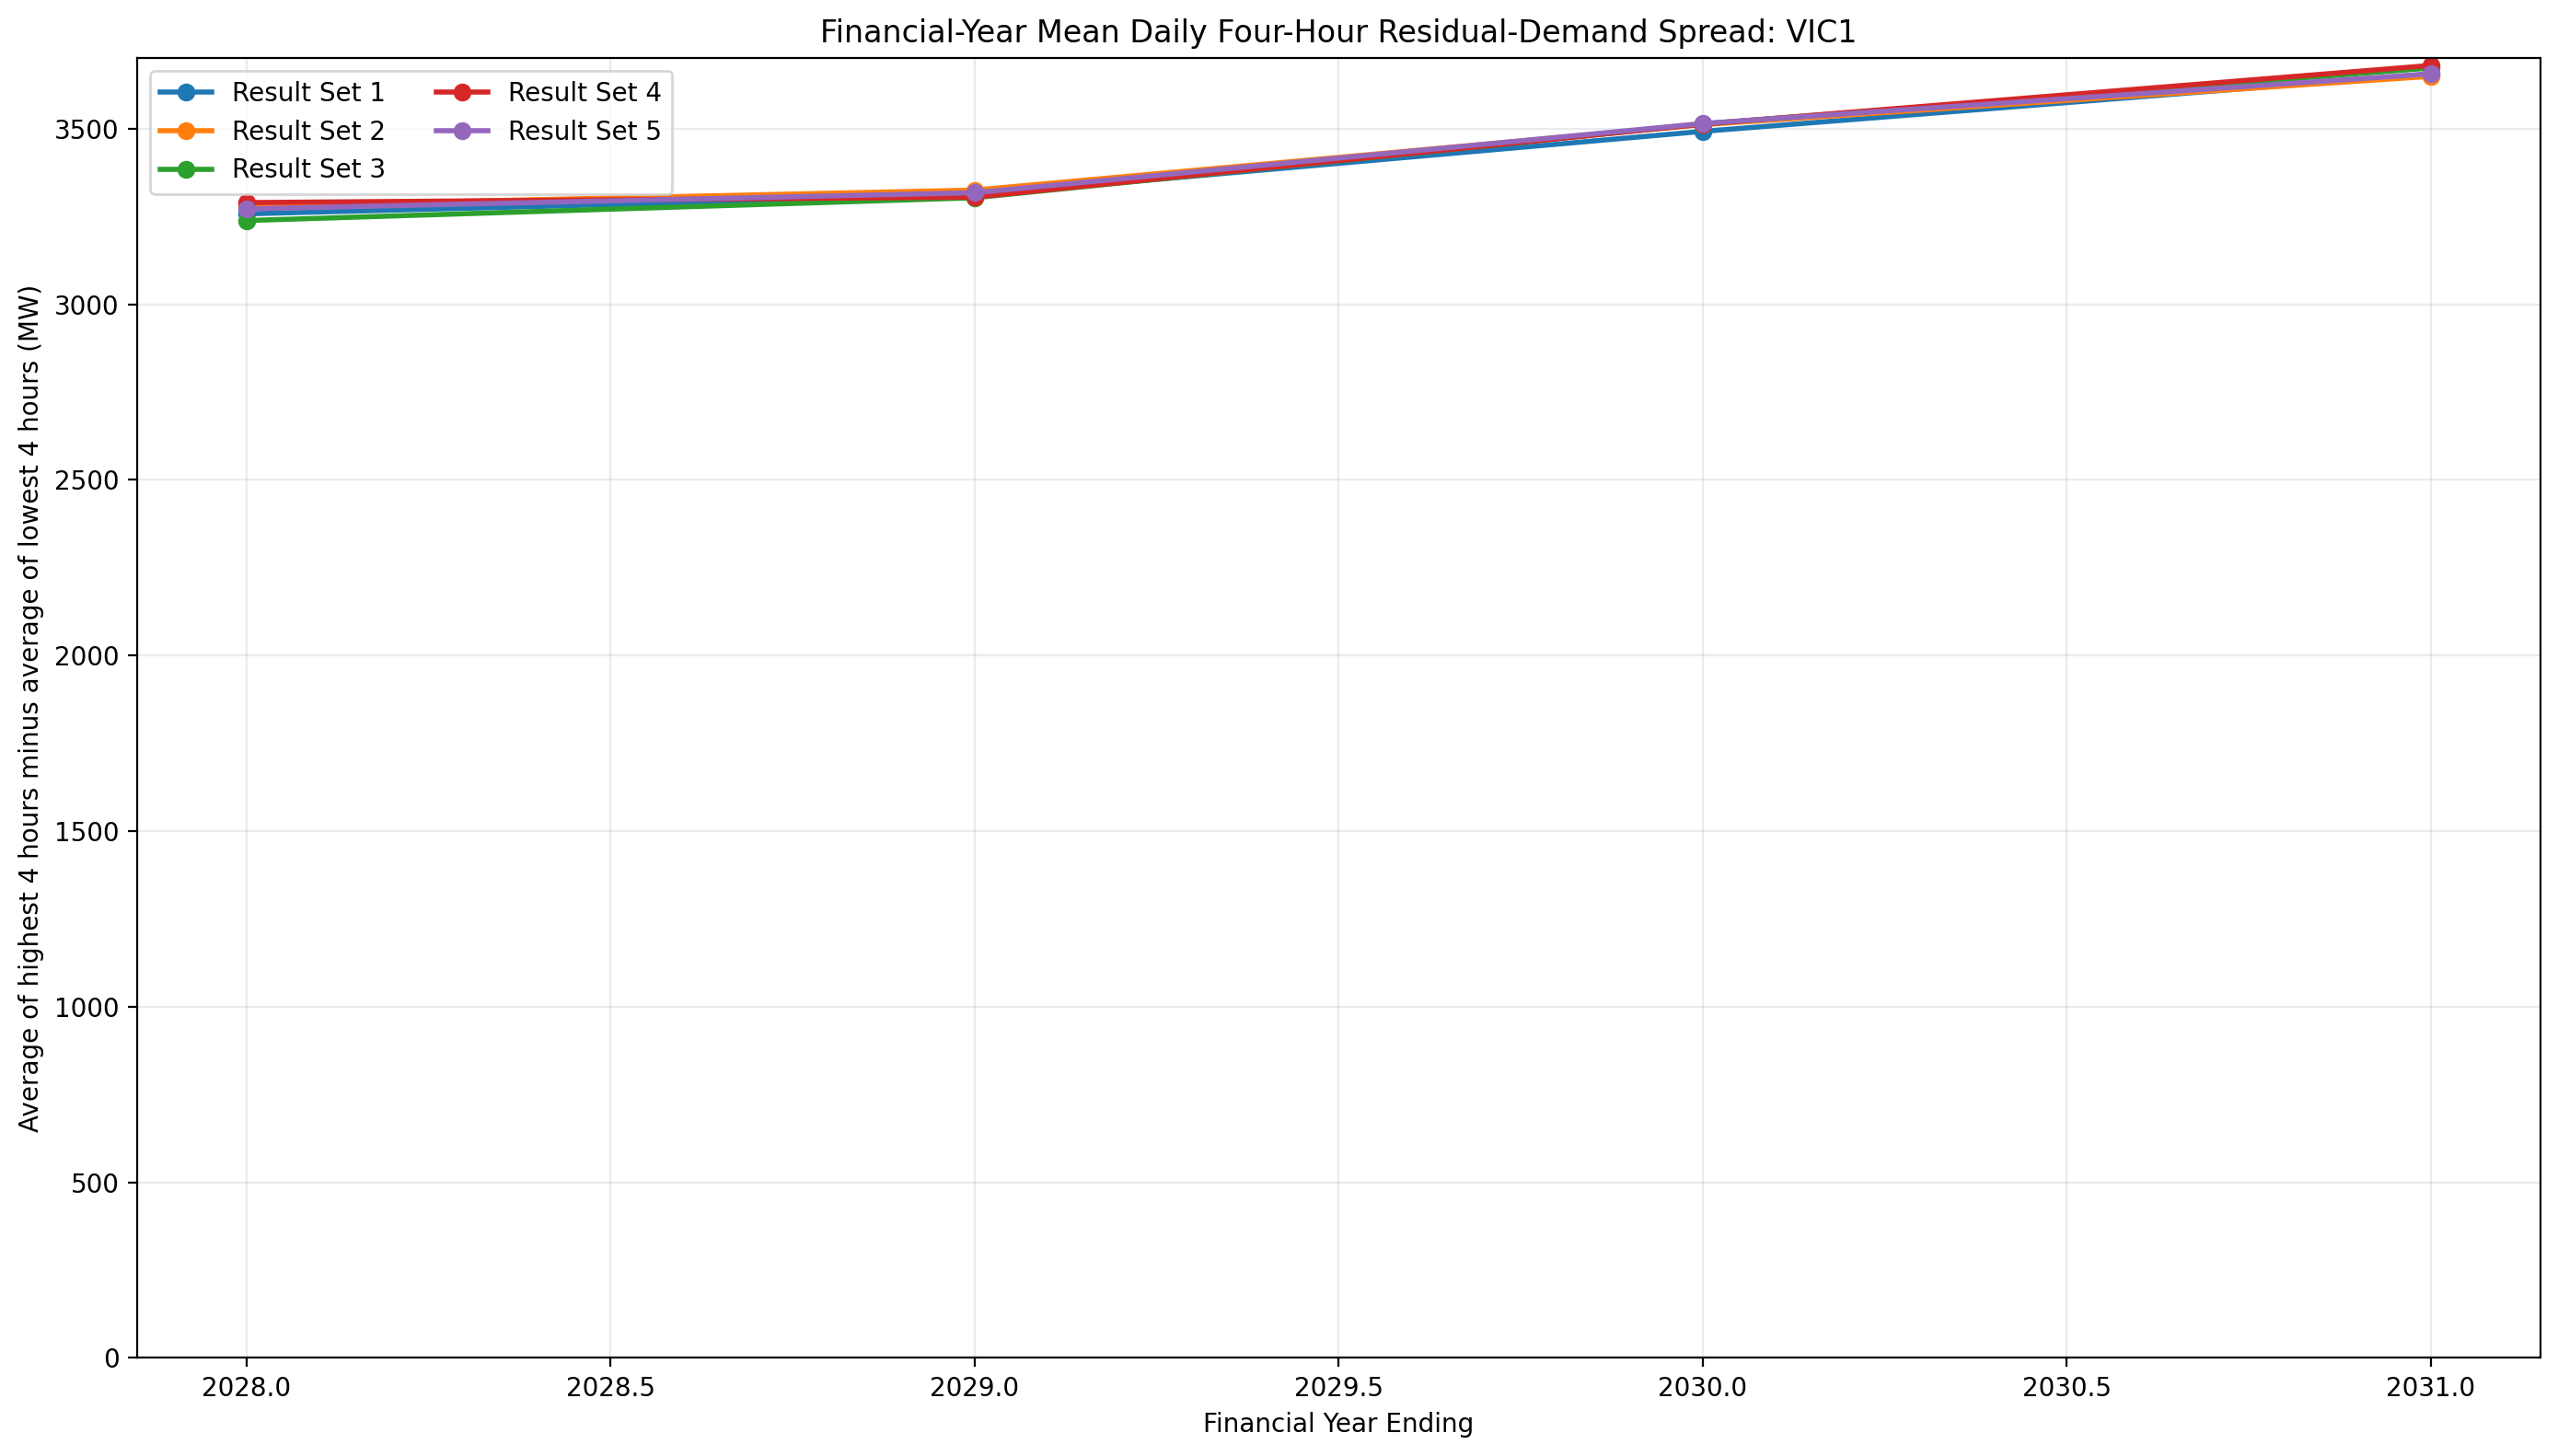 Financial-Year Mean Daily Four-Hour Residual-Demand Spread: VIC1
Result Set 1
Result Set 2
Result Set 3
Result Set 4
Result Set 5
Average of highest 4 hours minus average of lowest 4 hours (MW)
3500
3000
2500
2000
1500
1000
500
0
2028.0
2028.5
2029.0
2029.5
2030.0
2030.5
2031.0
Financial Year Ending